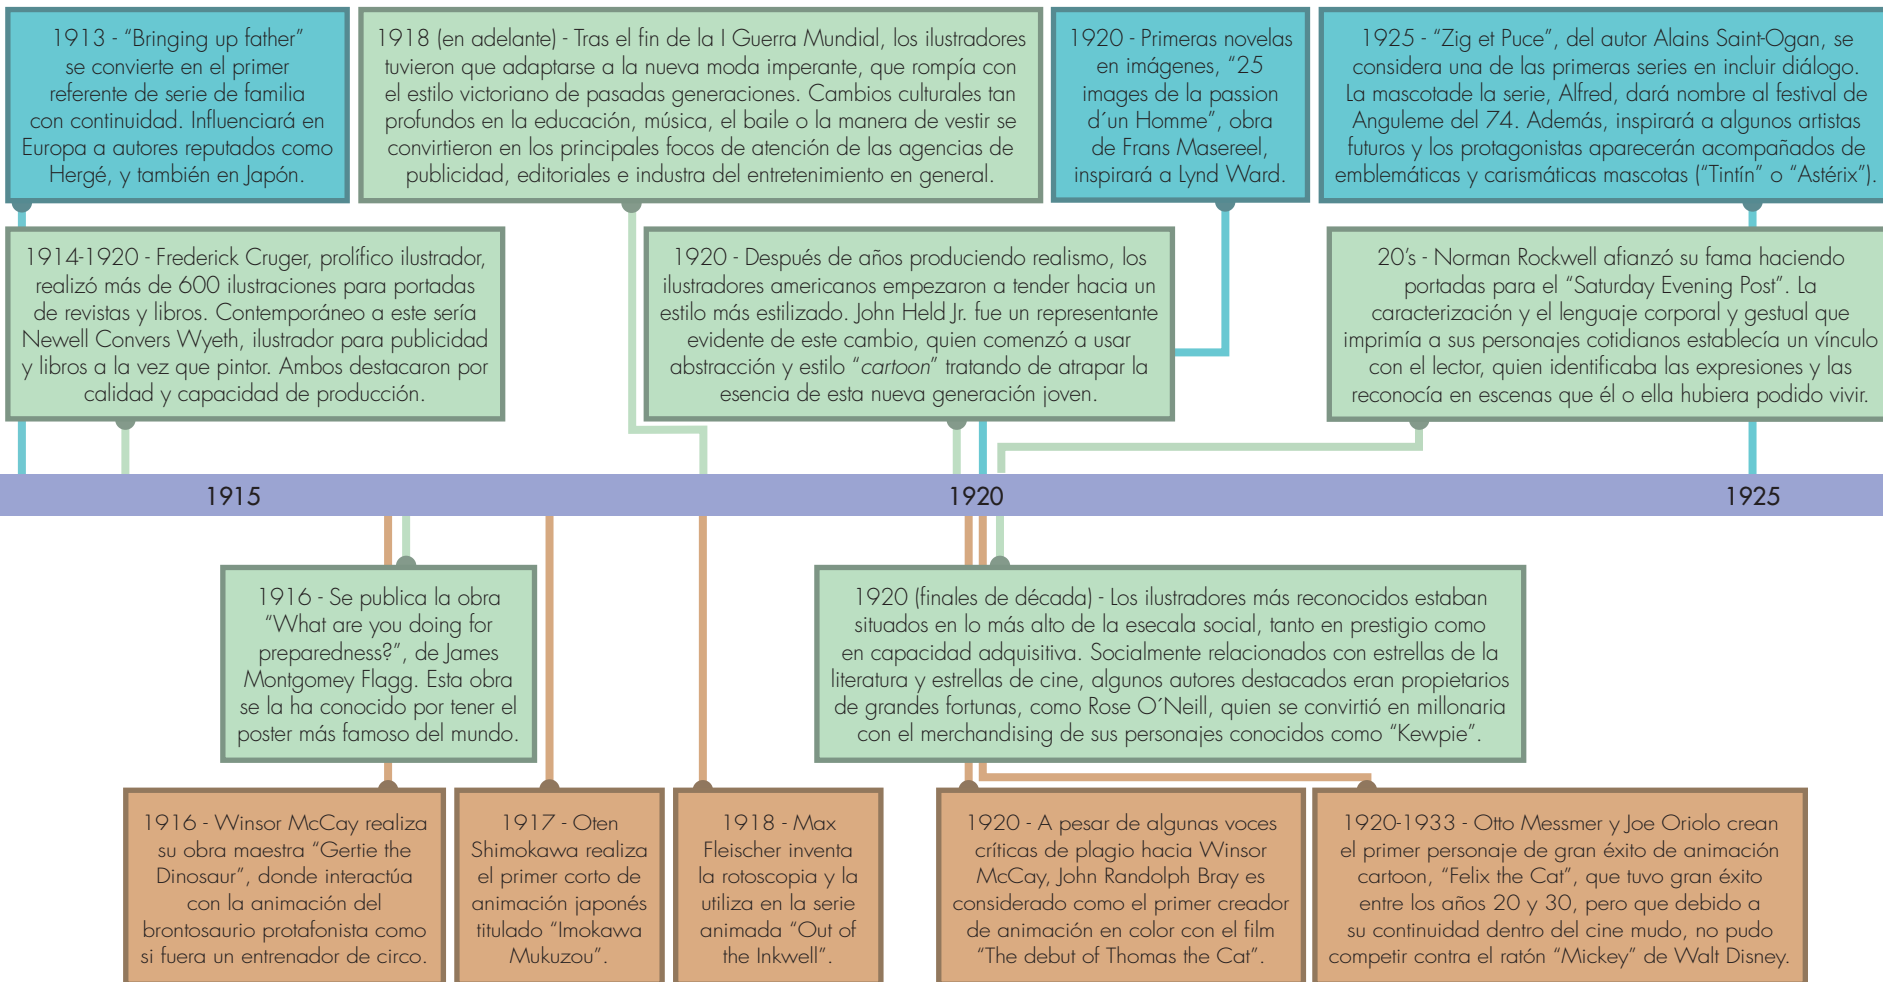 1913 - “Bringing up father”
se convierte en el primer
referente de serie de familia
con continuidad. Influenciará en
Europa a autores reputados como
Hergé, y también en Japón.
1918 (en adelante) - Tras el fin de la I Guerra Mundial, los ilustradores
tuvieron que adaptarse a la nueva moda imperante, que rompía con
el estilo victoriano de pasadas generaciones. Cambios culturales tan
profundos en la educación, música, el baile o la manera de vestir se
convirtieron en los principales focos de atención de las agencias de
publicidad, editoriales e industra del entretenimiento en general.
1920 - Primeras novelas
en imágenes, “25
images de la passion
d´un Homme”, obra
de Frans Masereel,
inspirará a Lynd Ward.
1925 - “Zig et Puce”, del autor Alains Saint-Ogan, se
considera una de las primeras series en incluir diálogo.
La mascotade la serie, Alfred, dará nombre al festival de
Anguleme del 74. Además, inspirará a algunos artistas
futuros y los protagonistas aparecerán acompañados de
emblemáticas y carismáticas mascotas (“Tintín” o “Astérix”).
1914-1920 - Frederick Cruger, prolífico ilustrador,
realizó más de 600 ilustraciones para portadas
de revistas y libros. Contemporáneo a este sería
Newell Convers Wyeth, ilustrador para publicidad
y libros a la vez que pintor. Ambos destacaron por
calidad y capacidad de producción.
1920 - Después de años produciendo realismo, los
ilustradores americanos empezaron a tender hacia un
estilo más estilizado. John Held Jr. fue un representante
evidente de este cambio, quien comenzó a usar
abstracción y estilo “cartoon” tratando de atrapar la
esencia de esta nueva generación joven.
20’s - Norman Rockwell afianzó su fama haciendo
portadas para el “Saturday Evening Post”. La
caracterización y el lenguaje corporal y gestual que
imprimía a sus personajes cotidianos establecía un vínculo
con el lector, quien identificaba las expresiones y las
reconocía en escenas que él o ella hubiera podido vivir.
1915
1920
1925
1916 - Se publica la obra
“What are you doing for
preparedness?”, de James
Montgomey Flagg. Esta obra
se la ha conocido por tener el
poster más famoso del mundo.
1920 (finales de década) - Los ilustradores más reconocidos estaban
situados en lo más alto de la esecala social, tanto en prestigio como
en capacidad adquisitiva. Socialmente relacionados con estrellas de la
literatura y estrellas de cine, algunos autores destacados eran propietarios
de grandes fortunas, como Rose O´Neill, quien se convirtió en millonaria
con el merchandising de sus personajes conocidos como “Kewpie”.
1916 - Winsor McCay realiza
su obra maestra “Gertie the
Dinosaur”, donde interactúa
con la animación del
brontosaurio protafonista como
si fuera un entrenador de circo.
1917 - Oten
Shimokawa realiza
el primer corto de
animación japonés
titulado “Imokawa
Mukuzou”.
1918 - Max
Fleischer inventa
la rotoscopia y la
utiliza en la serie
animada “Out of
the Inkwell”.
1920 - A pesar de algunas voces
críticas de plagio hacia Winsor
McCay, John Randolph Bray es
considerado como el primer creador
de animación en color con el film
“The debut of Thomas the Cat”.
1920-1933 - Otto Messmer y Joe Oriolo crean
el primer personaje de gran éxito de animación
cartoon, “Felix the Cat”, que tuvo gran éxito
entre los años 20 y 30, pero que debido a
su continuidad dentro del cine mudo, no pudo
competir contra el ratón “Mickey” de Walt Disney.